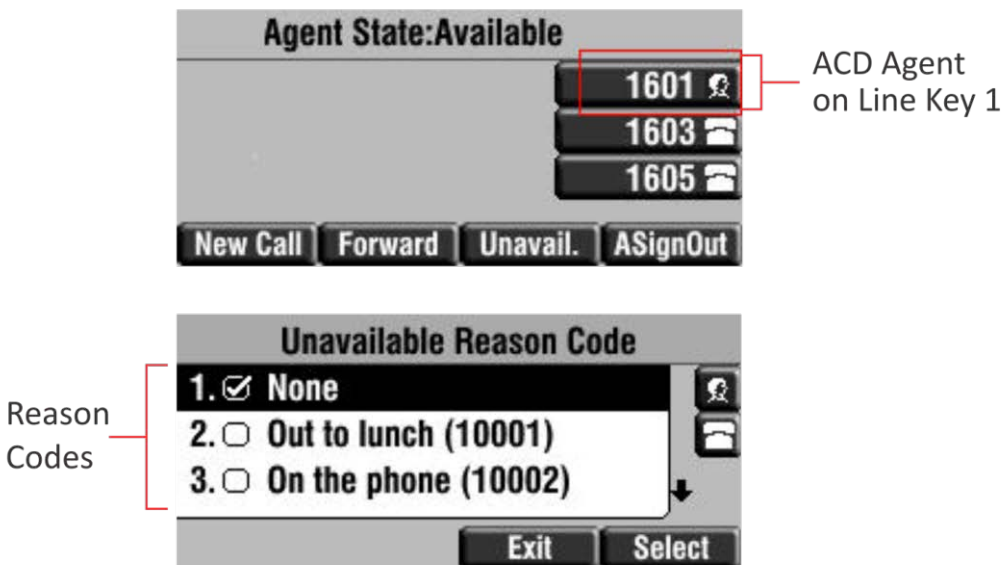 Agent State:Available
1601
ACD Agent
on Line Key 1
1603
1605
New Call Forward Unavail. ASignOut
Unavailable Reason Code
Reason
Codes
1. None
2. Out to lunch (10001)
3. On the phone (10002)
Exit Select